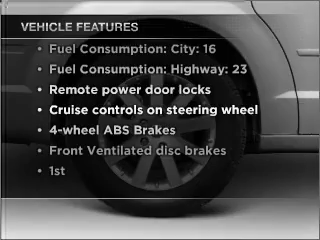 VEHICLE FEATURES
• Fuel Consumption: City: 16
• Fuel Consumption: Highway: 23
• Remote power door locks
• Cruise controls on steering wheel
• 4-wheel ABS Brakes
• Front Ventilated disc brakes
• 1st